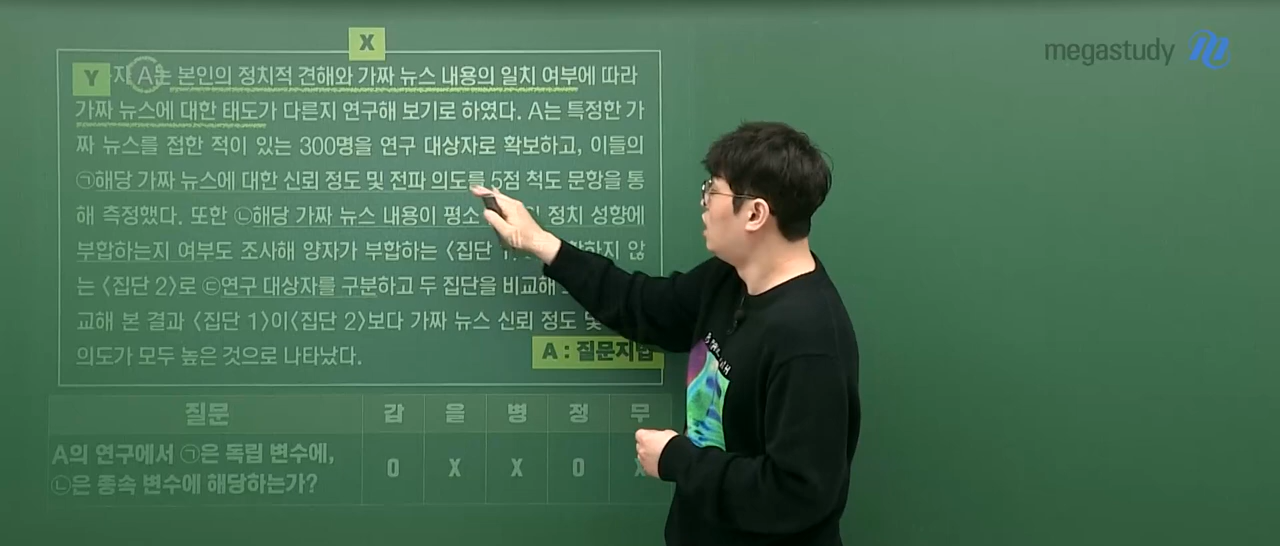 megastudy
X
Y
자 A는 본인의 정치적 견해와 가짜 뉴스 내용의 일치 여부에 따라
가짜 뉴스에 대한 태도가 다른지 연구해 보기로 하였다. A는 특정한 가
짜 뉴스를 접한 적이 있는 300명을 연구 대상자로 확보하고, 이들의
㉠해당 가짜 뉴스에 대한 신뢰 정도 및 전파 의도를 5점 척도 문항을 통
해 측정했다. 또한 ㉡해당 가짜 뉴스 내용이 평소 정치 성향에
부합하는지 여부도 조사해 양자가 부합하는 〈집단 1 하지 않
는 〈집단 2〉로 ㉢연구 대상자를 구분하고 두 집단을 비교해
교해 본 결과 〈집단 1〉이〈집단 2〉보다 가짜 뉴스 신뢰 정도 및
의도가 모두 높은 것으로 나타났다.
A : 질문지법
질문 갑 을 병 정 무
A의 연구에서 ㉠은 독립 변수에,
㉡은 종속 변수에 해당하는가?
O X X O